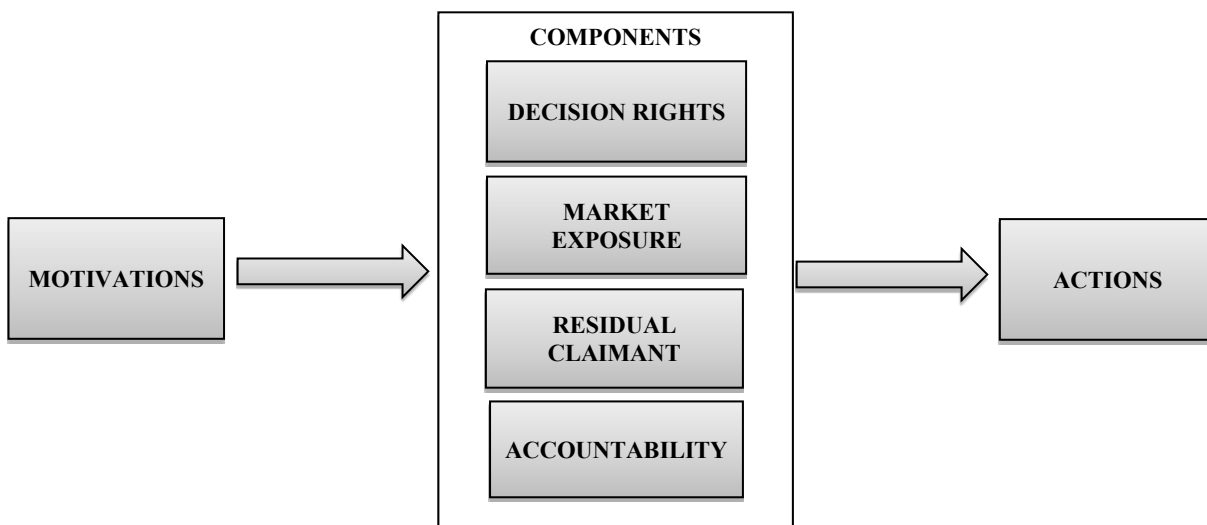 MOTIVATIONS
COMPONENTS
DECISION RIGHTS
MARKET
EXPOSURE
RESIDUAL
CLAIMANT
ACCOUNTABILITY
ACTIONS